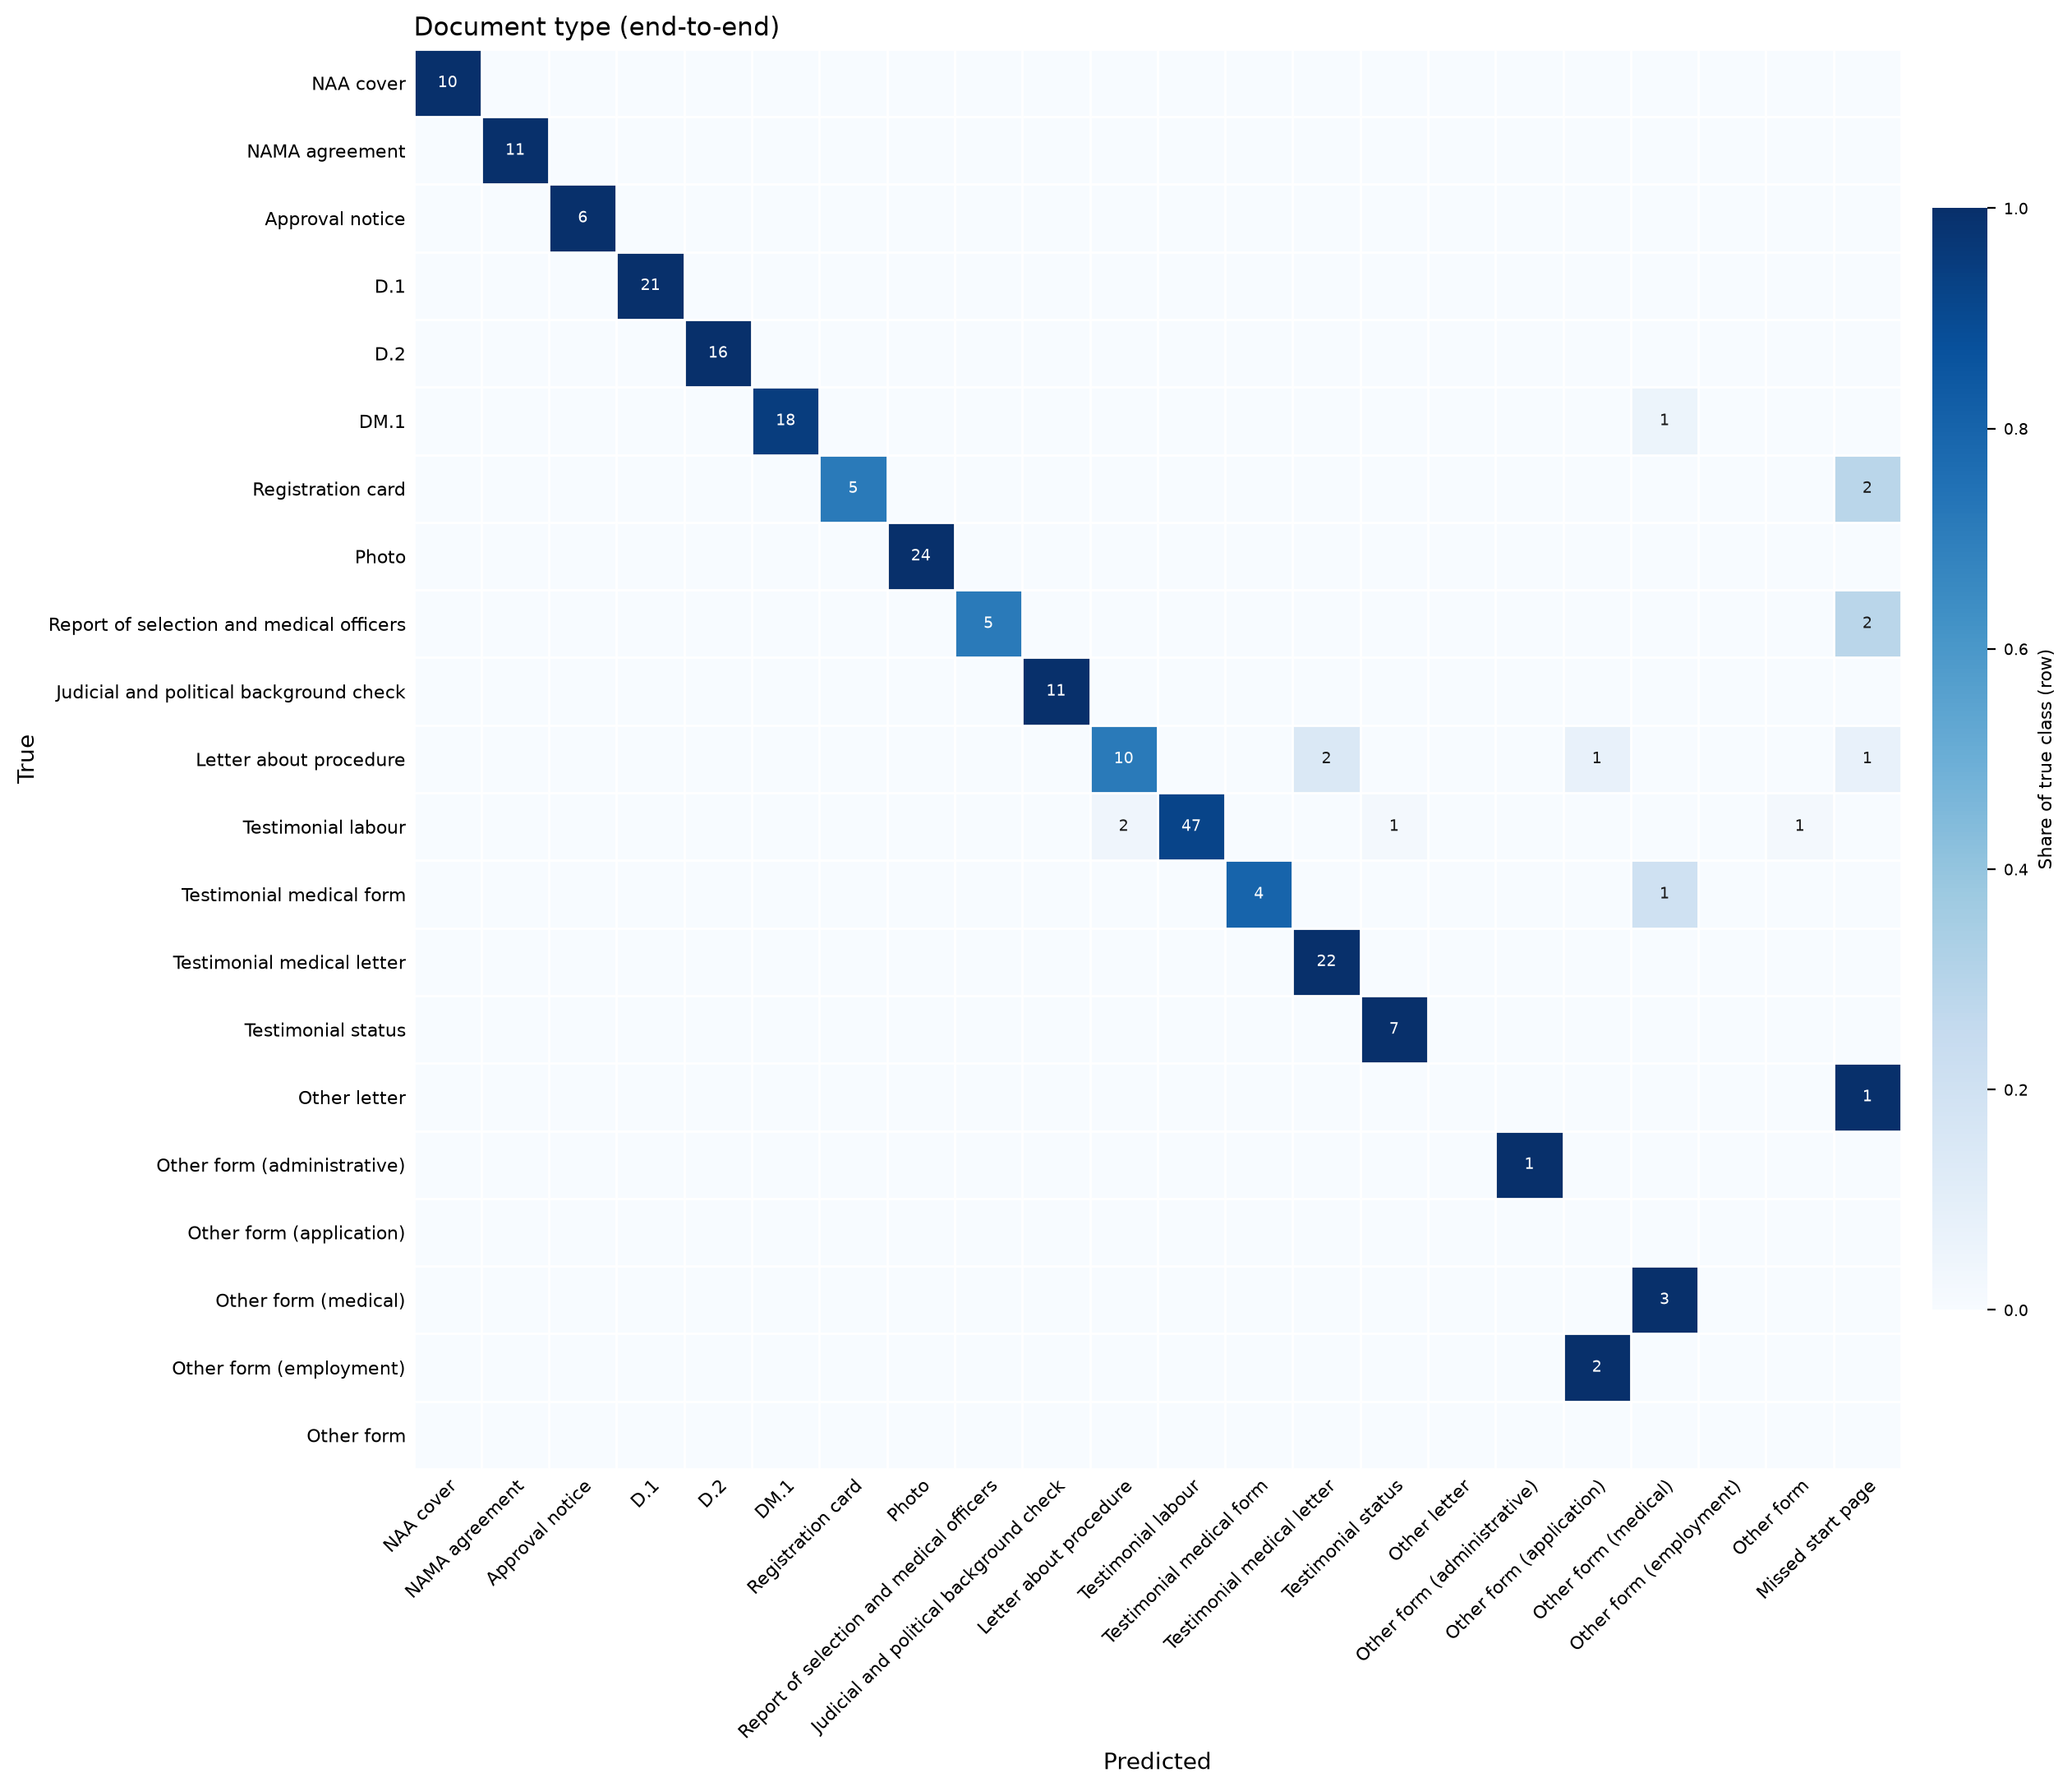 Document type (end-to-end)
NAA cover 10
NAMA agreement 11
Approval notice 6
D.1 21
D.2 16
DM.1 18 1
Registration card 5 2
Photo 24
Report of selection and medical officers 5 2
Judicial and political background check 11
Letter about procedure 10 2 1 1
Testimonial labour 2 47 1 1
Testimonial medical form 4 1
Testimonial medical letter 22
Testimonial status 7
Other letter 1
Other form (administrative) 1
Other form (application)
Other form (medical) 3
Other form (employment) 2
Other form
True
NAA cover
NAMA agreement
Approval notice
D.1
D.2
DM.1
Registration card
Photo
Report of selection and medical officers
Judicial and political background check
Letter about procedure
Testimonial labour
Testimonial medical form
Testimonial medical letter
Testimonial status
Other letter
Other form (administrative)
Other form (application)
Other form (medical)
Other form (employment)
Other form
Missed start page
Predicted
1.0
0.8
0.6
0.4
0.2
0.0
Share of true class (row)